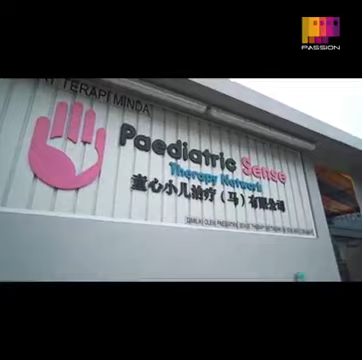 PASSION
TERAPI MINDA
Paediatric Sense
Therapy Network
童心小儿治疗（马）有限公司